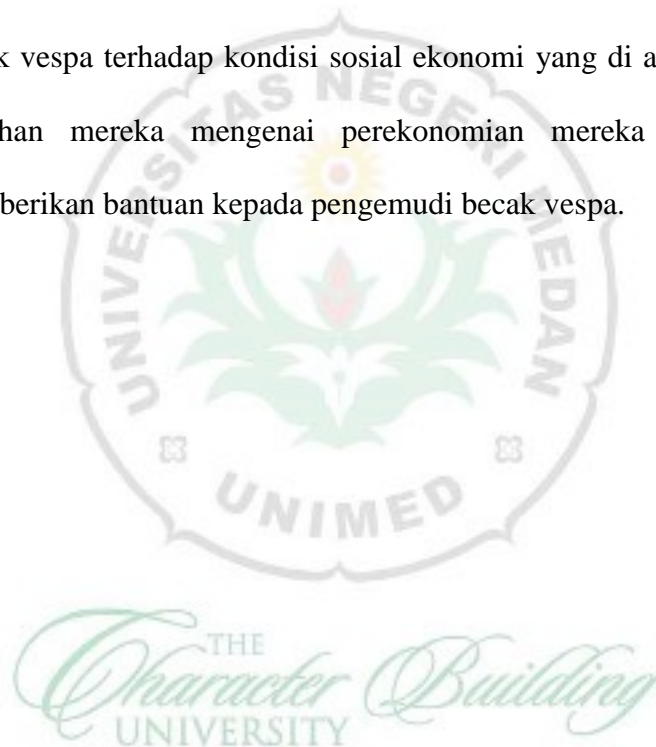 k vespa terhadap kondisi sosial ekonomi yang di a
han mereka mengenai perekonomian mereka
berikan bantuan kepada pengemudi becak vespa.
UNIVERSITAS NEGERI MEDAN
UNIMED
THE
Character Building
UNIVERSITY